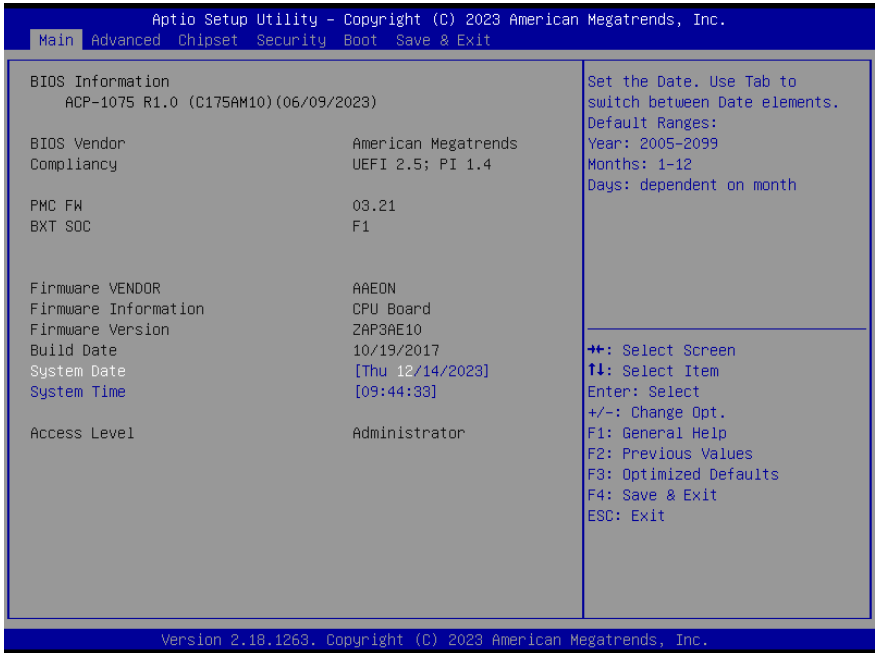 Aptio Setup Utility – Copyright (C) 2023 American Megatrends, Inc.
Main Advanced Chipset Security Boot Save & Exit
BIOS Information
ACP-1075 R1.0 (C175AM10)(06/09/2023)
BIOS Vendor American Megatrends
Compliancy UEFI 2.5; PI 1.4
PMC FW 03.21
BXT SOC F1
Firmware VENDOR AAEON
Firmware Information CPU Board
Firmware Version ZAP3AE10
Build Date 10/19/2017
System Date [Thu 12/14/2023]
System Time [09:44:33]
Access Level Administrator
Set the Date. Use Tab to
switch between Date elements.
Default Ranges:
Year: 2005-2099
Months: 1-12
Days: dependent on month
→←: Select Screen
↑↓: Select Item
Enter: Select
+/-: Change Opt.
F1: General Help
F2: Previous Values
F3: Optimized Defaults
F4: Save & Exit
ESC: Exit
Version 2.18.1263. Copyright (C) 2023 American Megatrends, Inc.